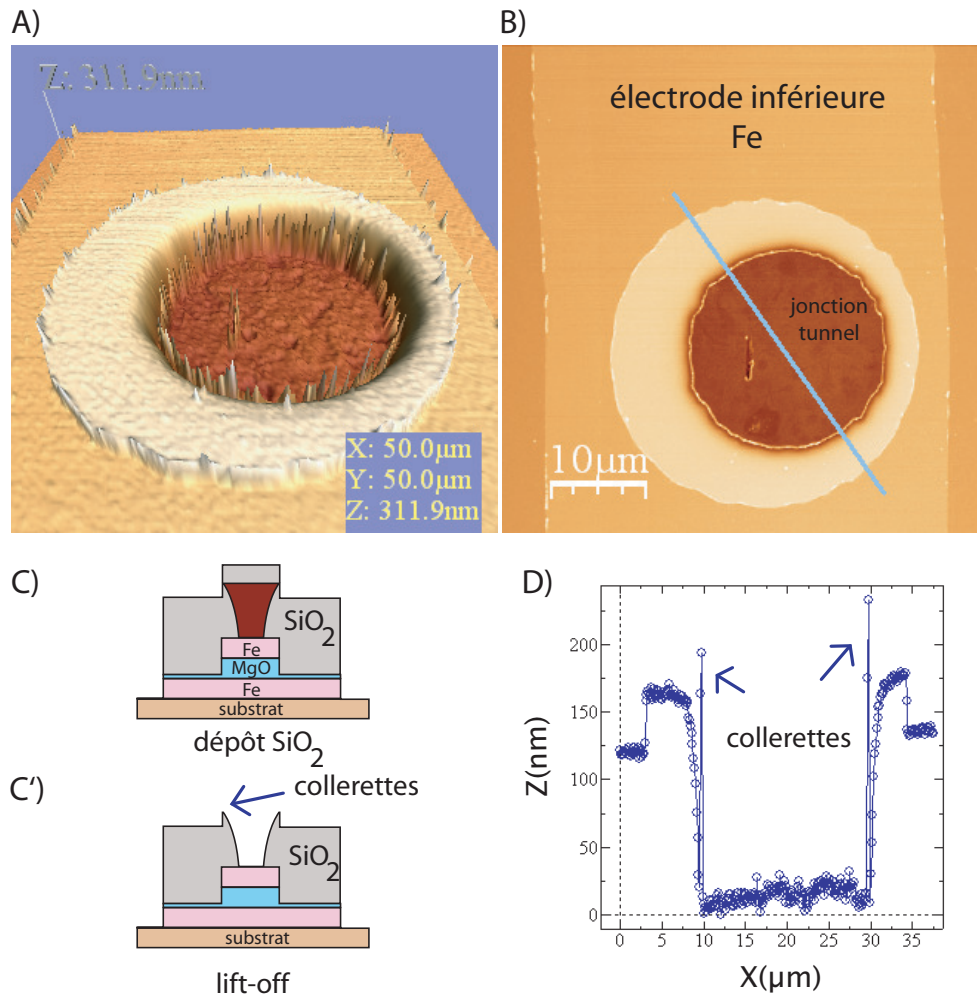 A)
Z: 311.9nm
X: 50.0µm
Y: 50.0µm
Z: 311.9nm
B)
électrode inférieure
Fe
jonction
tunnel
10µm
C)
SiO2
Fe
MgO
Fe
substrat
dépôt SiO2
C')
collerettes
SiO2
substrat
lift-off
D)
Z(nm)
200
150
100
50
0
collerettes
0 5 10 15 20 25 30 35
X(µm)